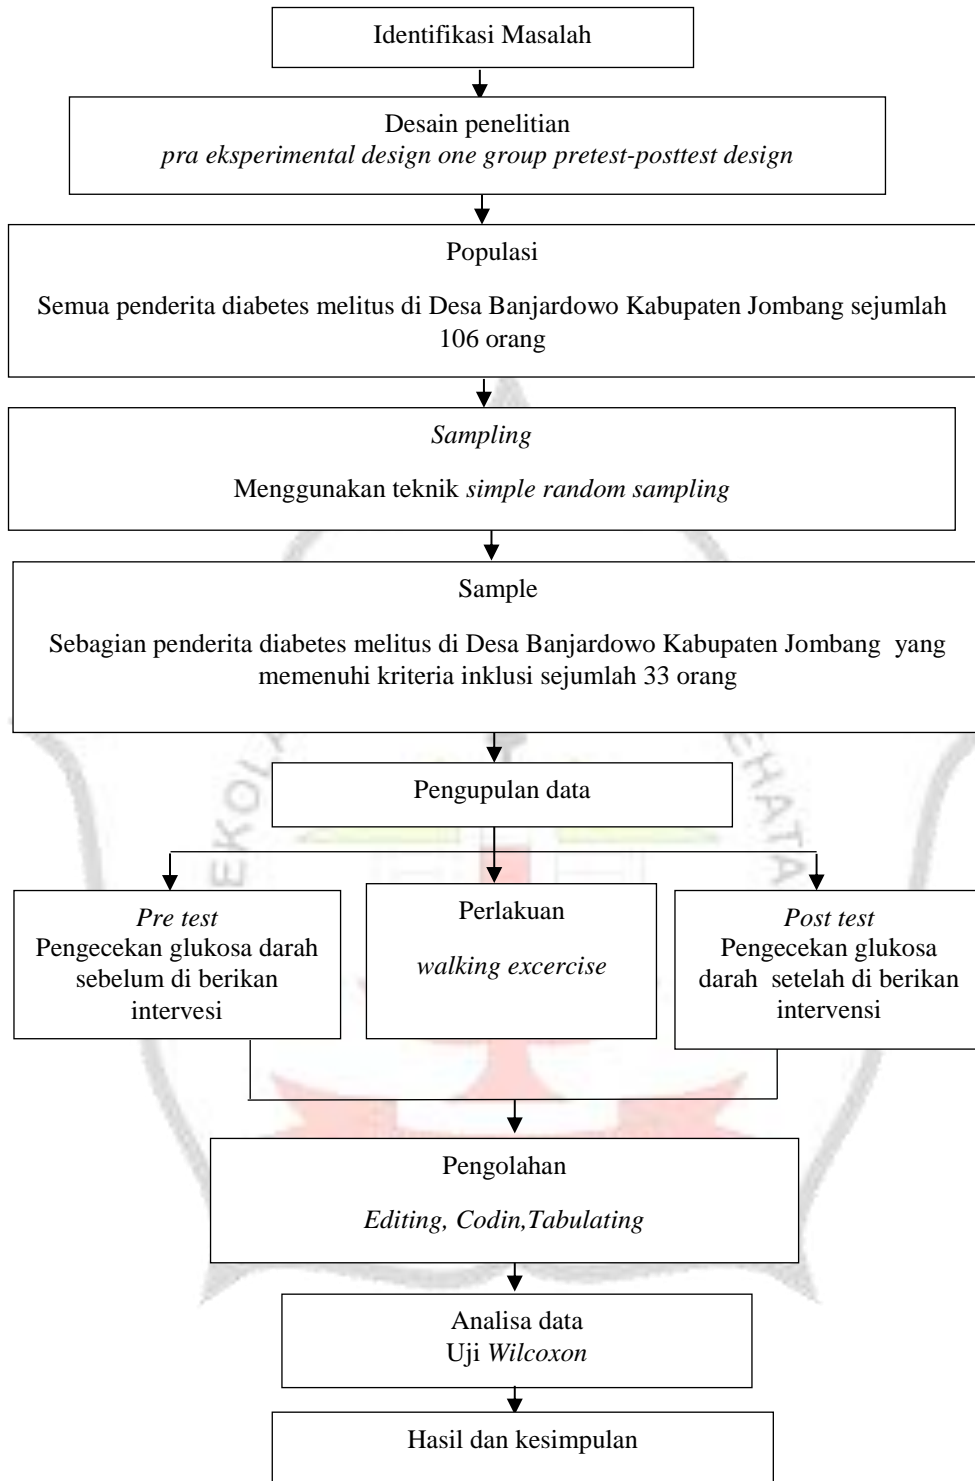 Identifikasi Masalah
Desain penelitian
pra eksperimental design one group pretest-posttest design
Populasi
Semua penderita diabetes melitus di Desa Banjardowo Kabupaten Jombang sejumlah
106 orang
Sampling
Menggunakan teknik simple random sampling
Sample
Sebagian penderita diabetes melitus di Desa Banjardowo Kabupaten Jombang yang
memenuhi kriteria inklusi sejumlah 33 orang
Pengupulan data
Pre test
Pengecekan glukosa darah
sebelum di berikan
intervesi
Perlakuan
walking excercise
Post test
Pengecekan glukosa
darah setelah di berikan
intervensi
Pengolahan
Editing, Codin,Tabulating
Analisa data
Uji Wilcoxon
Hasil dan kesimpulan